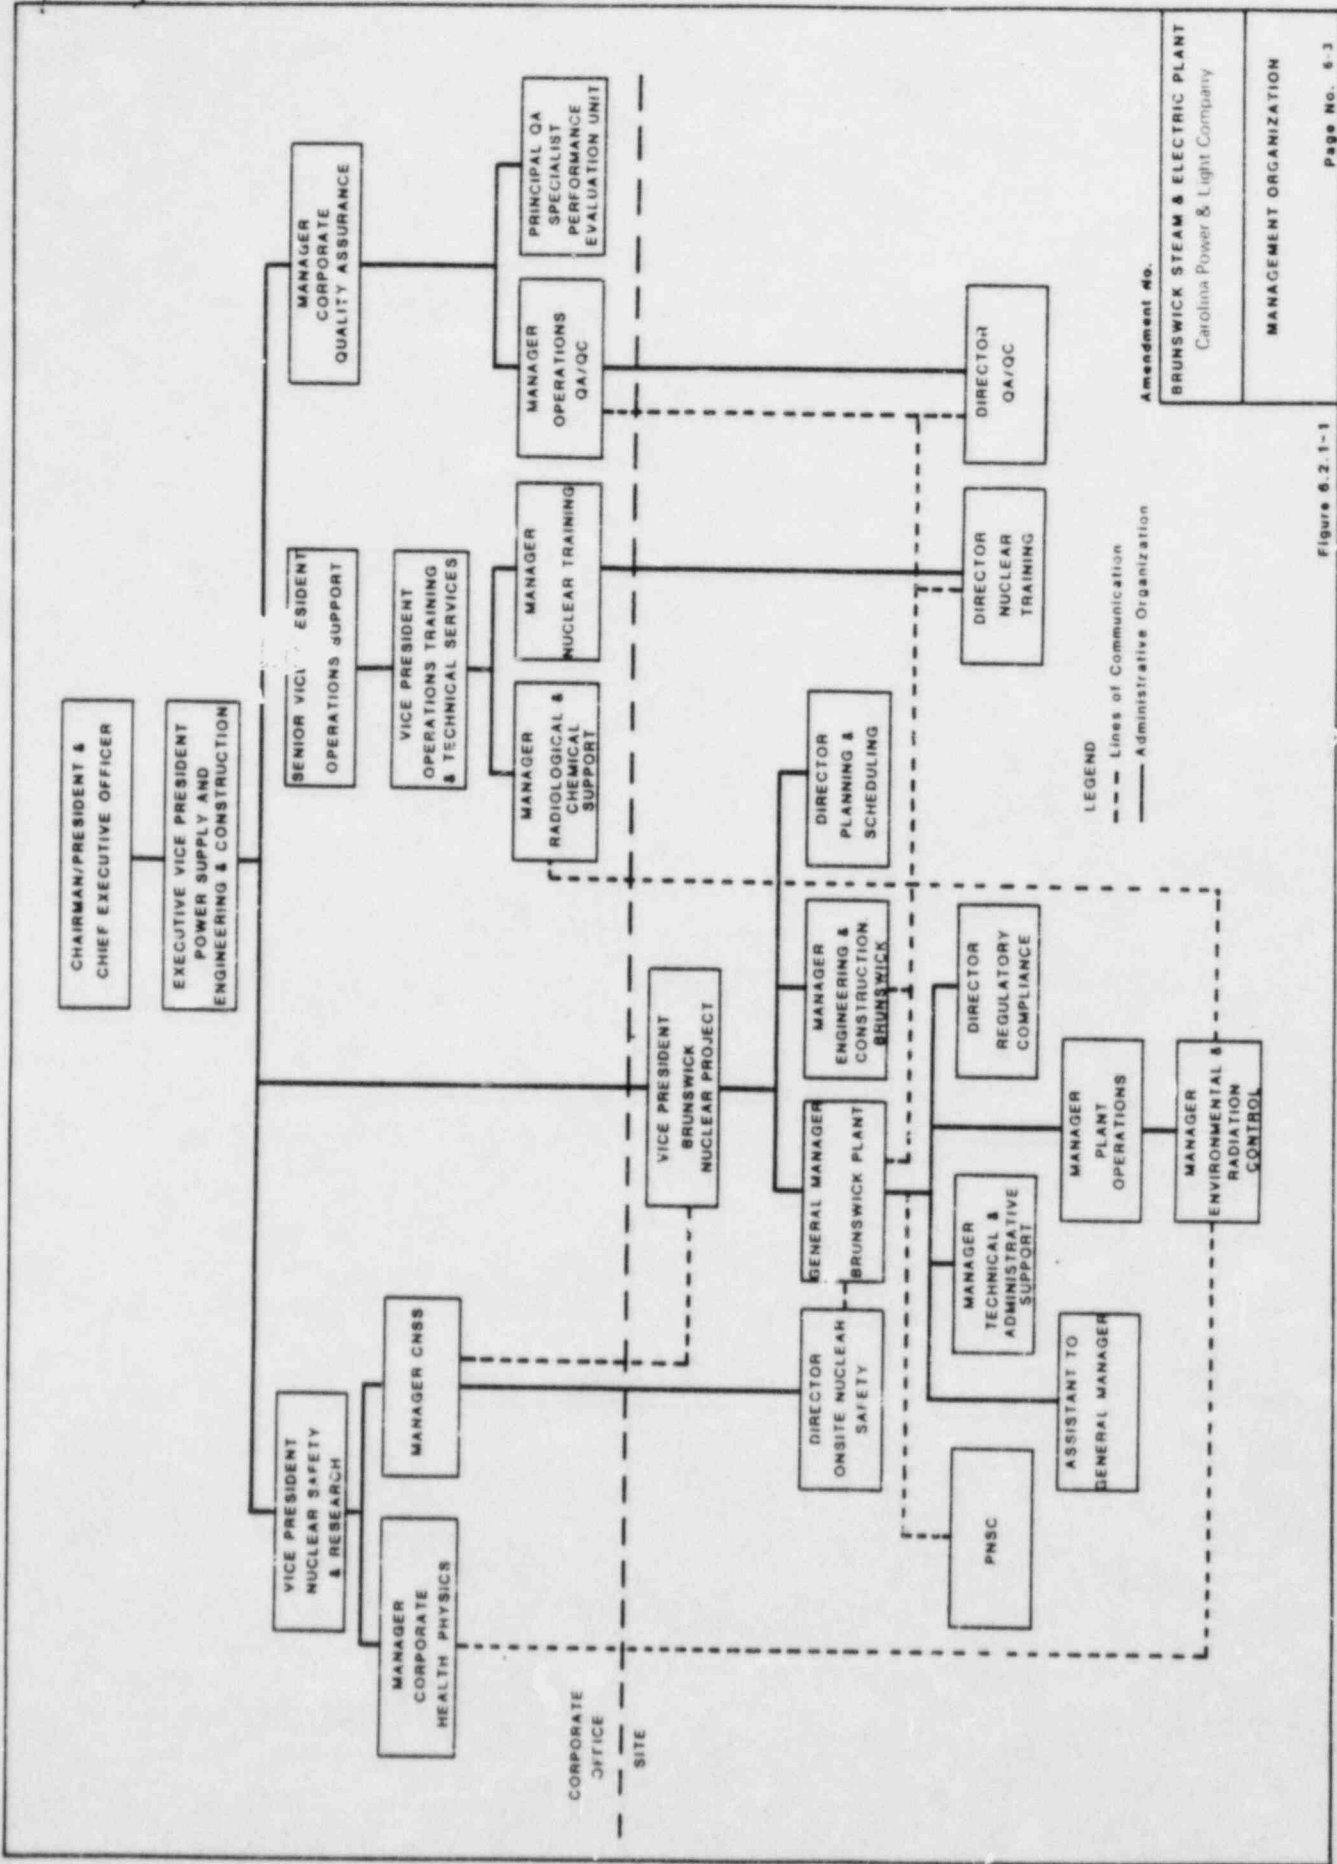 CHAIRMAN/PRESIDENT &
CHIEF EXECUTIVE OFFICER
EXECUTIVE VICE PRESIDENT
POWER SUPPLY AND
ENGINEERING & CONSTRUCTION
VICE PRESIDENT
NUCLEAR SAFETY
& RESEARCH
SENIOR VICE ESIDENT
OPERATIONS SUPPORT
MANAGER
CORPORATE
QUALITY ASSURANCE
VICE PRESIDENT
OPERATIONS TRAINING
& TECHNICAL SERVICES
MANAGER
CORPORATE
HEALTH PHYSICS
MANAGER CNSS
MANAGER
RADIOLOGICAL &
CHEMICAL
SUPPORT
MANAGER
NUCLEAR TRAINING
MANAGER
OPERATIONS
QA/QC
PRINCIPAL QA
SPECIALIST
PERFORMANCE
EVALUATION UNIT
CORPORATE
OFFICE
SITE
VICE PRESIDENT
BRUNSWICK
NUCLEAR PROJECT
DIRECTOR
ONSITE NUCLEAR
SAFETY
GENERAL MANAGER
BRUNSWICK PLANT
MANAGER
ENGINEERING &
CONSTRUCTION
BRUNSWICK
DIRECTOR
PLANNING &
SCHEDULING
PNSC
MANAGER
TECHNICAL &
ADMINISTRATIVE
SUPPORT
DIRECTOR
REGULATORY
COMPLIANCE
DIRECTOR
NUCLEAR
TRAINING
DIRECTOR
QA/QC
ASSISTANT TO
GENERAL MANAGER
MANAGER
PLANT
OPERATIONS
MANAGER
ENVIRONMENTAL &
RADIATION
CONTROL
LEGEND
Lines of Communication
Administrative Organization
Amendment No.
BRUNSWICK STEAM & ELECTRIC PLANT
Carolina Power & Light Company
MANAGEMENT ORGANIZATION
Figure 6.2.1-1
Page No. 6-3